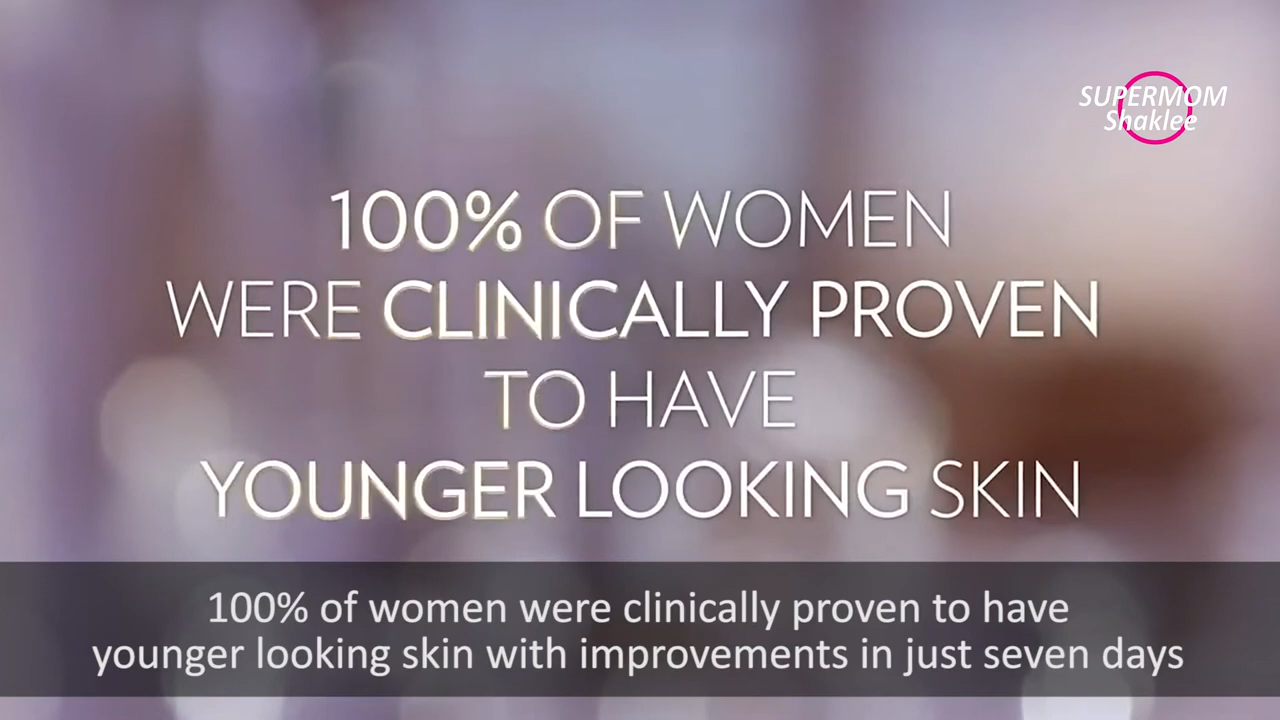 SUPERMOM
Shaklee
100% OF WOMEN
WERE CLINICALLY PROVEN
TO HAVE
YOUNGER LOOKING SKIN
100% of women were clinically proven to have
younger looking skin with improvements in just seven days